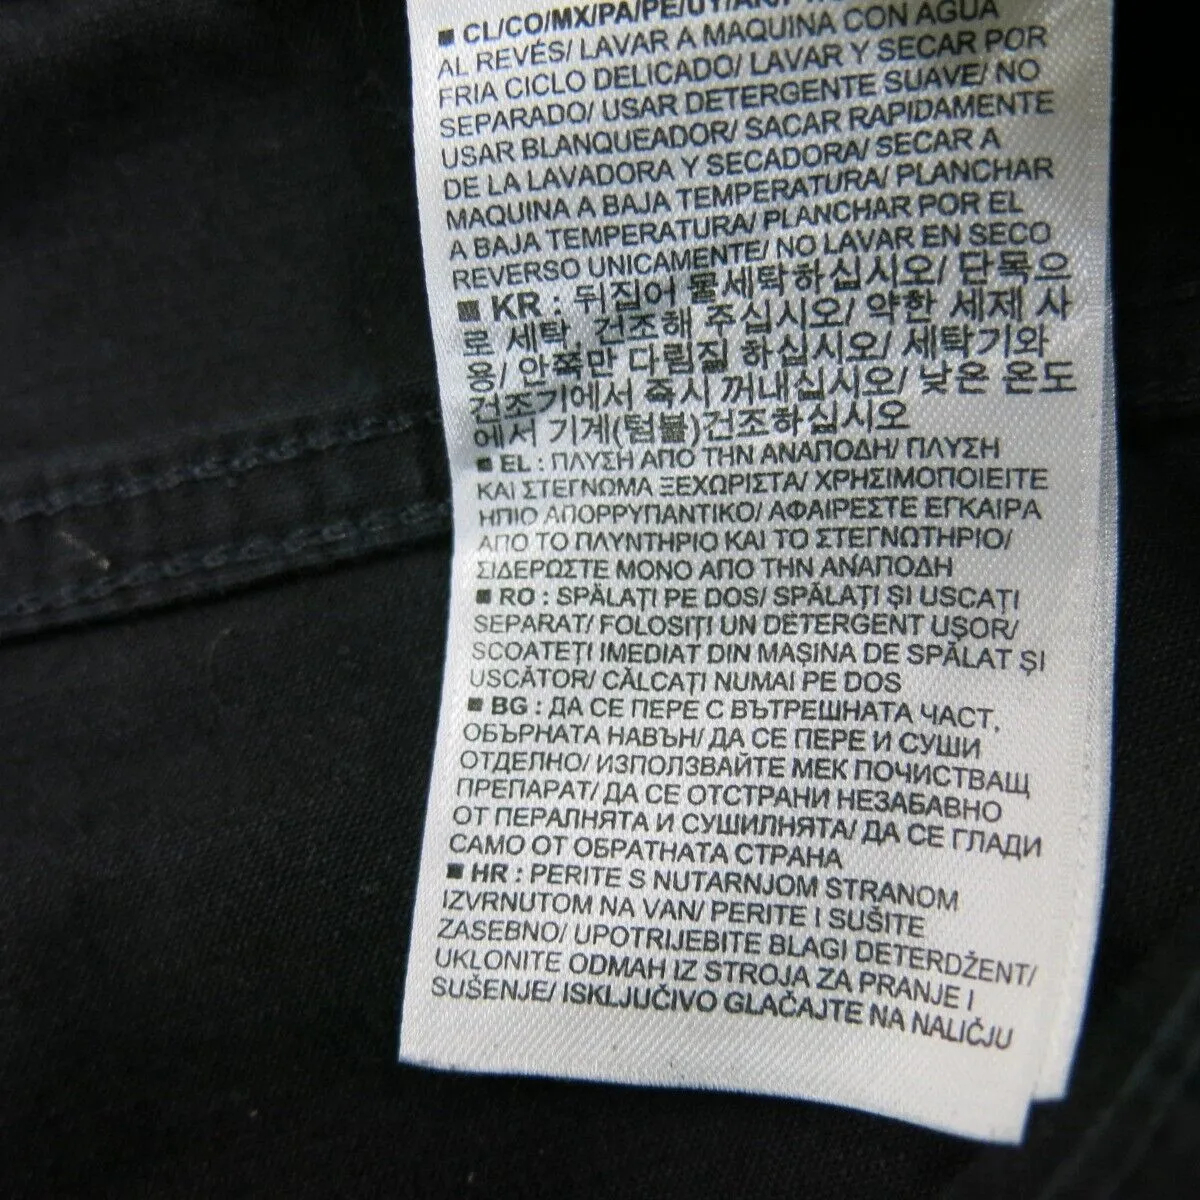 ■ CL/CO/MX/PA/PE/UY/AR:
AL REVÉS/ LAVAR A MAQUINA CON AGUA
FRIA CICLO DELICADO/ LAVAR Y SECAR POR
SEPARADO/ USAR DETERGENTE SUAVE/ NO
USAR BLANQUEADOR/ SACAR RAPIDAMENTE
DE LA LAVADORA Y SECADORA/ SECAR A
MAQUINA A BAJA TEMPERATURA/ PLANCHAR
A BAJA TEMPERATURA/ PLANCHAR POR EL
REVERSO UNICAMENTE/ NO LAVAR EN SECO
■ KR : 뒤집어 물세탁하십시오/ 단독으
로 세탁 건조해 주십시오/ 약한 세제 사
용/ 안쪽만 다림질 하십시오/ 세탁기와
건조기에서 즉시 꺼내십시오/ 낮은 온도
에서 기계(텀블)건조하십시오
■ EL : ΠΛΥΣΗ ΑΠΟ ΤΗΝ ΑΝΑΠΟΔΗ/ ΠΛΥΣΗ
ΚΑΙ ΣΤΕΓΝΩΜΑ ΞΕΧΩΡΙΣΤΑ/ ΧΡΗΣΙΜΟΠΟΙΕΙΤΕ
ΗΠΙΟ ΑΠΟΡΡΥΠΑΝΤΙΚΟ/ ΑΦΑΙΡΕΣΤΕ ΕΓΚΑΙΡΑ
ΑΠΟ ΤΟ ΠΛΥΝΤΗΡΙΟ ΚΑΙ ΤΟ ΣΤΕΓΝΩΤΗΡΙΟ/
ΣΙΔΕΡΩΣΤΕ ΜΟΝΟ ΑΠΟ ΤΗΝ ΑΝΑΠΟΔΗ
■ RO : SPĂLAȚI PE DOS/ SPĂLAȚI ȘI USCAȚI
SEPARAT/ FOLOSIȚI UN DETERGENT UȘOR/
SCOATEȚI IMEDIAT DIN MAȘINA DE SPĂLAT ȘI
USCĂTOR/ CĂLCAȚI NUMAI PE DOS
■ BG : ДА СЕ ПЕРЕ С ВЪТРЕШНАТА ЧАСТ,
ОБЪРНАТА НАВЪН/ ДА СЕ ПЕРЕ И СУШИ
ОТДЕЛНО/ ИЗПОЛЗВАЙТЕ МЕК ПОЧИСТВАЩ
ПРЕПАРАТ/ ДА СЕ ОТСТРАНИ НЕЗАБАВНО
ОТ ПЕРАЛНЯТА И СУШИЛНЯТА/ ДА СЕ ГЛАДИ
САМО ОТ ОБРАТНАТА СТРАНА
■ HR : PERITE S NUTARNJOM STRANOM
IZVRNUTOM NA VAN/ PERITE I SUŠITE
ZASEBNO/ UPOTRIJEBITE BLAGI DETERDŽENT/
UKLONITE ODMAH IZ STROJA ZA PRANJE I
SUŠENJE/ ISKLJUČIVO GLAČAJTE NA NALIČJU